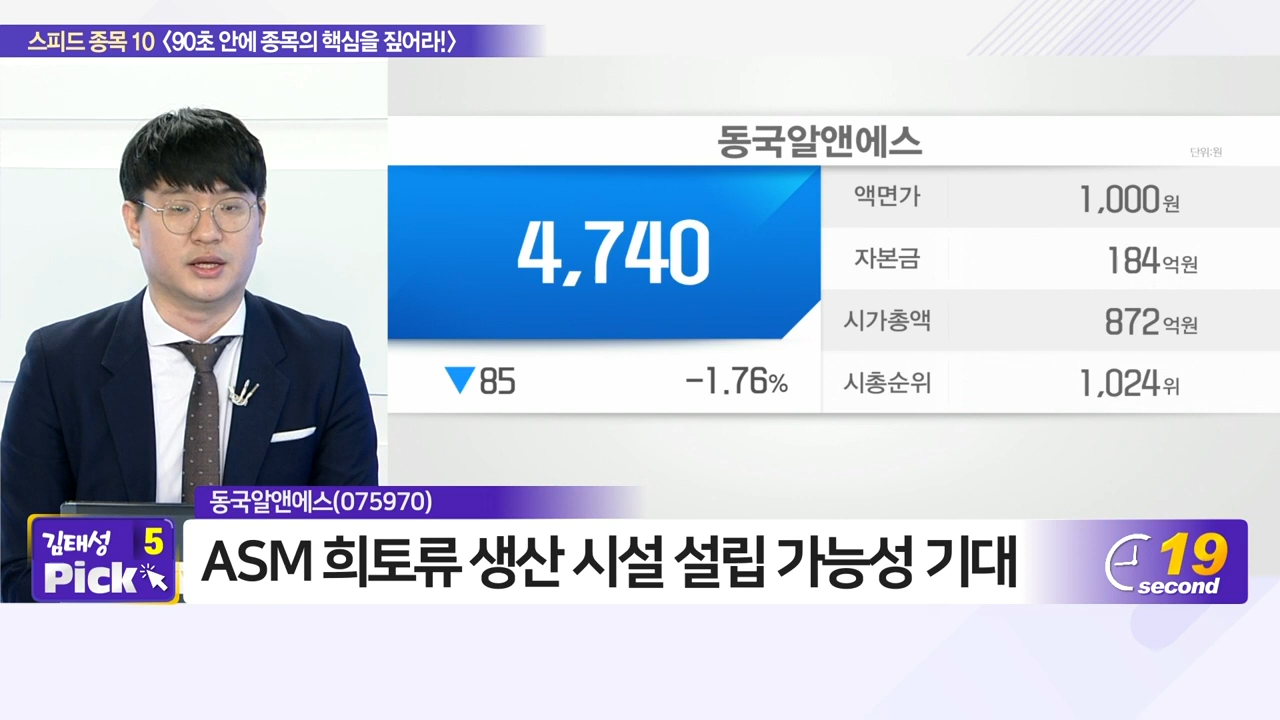 스피드 종목 10 〈90초 안에 종목의 핵심을 짚어라!〉
동국알앤에스
단위:원
4,740
▼85 -1.76%
액면가 1,000원
자본금 184억원
시가총액 872억원
시총순위 1,024위
동국알앤에스(075970)
김태성 5
Pick
ASM 희토류 생산 시설 설립 가능성 기대
19
second